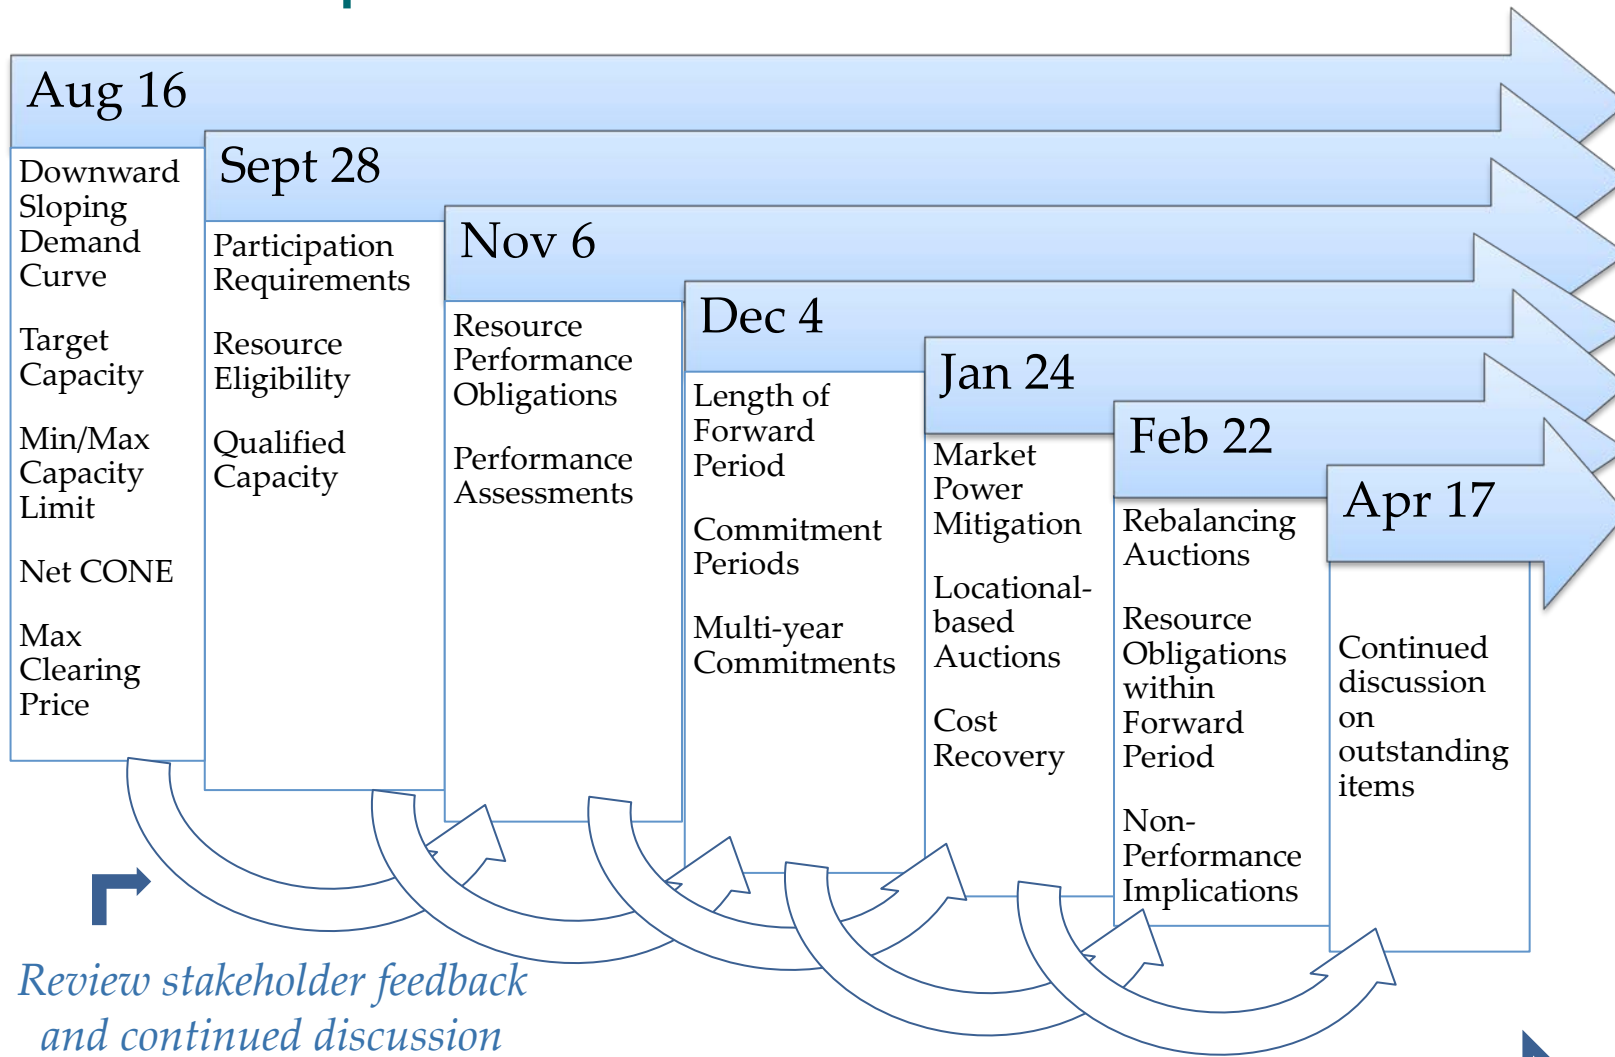 Aug 16
Downward
Sloping
Demand
Curve
Target
Capacity
Min/Max
Capacity
Limit
Net CONE
Max
Clearing
Price
Sept 28
Participation
Requirements
Resource
Eligibility
Qualified
Capacity
Nov 6
Resource
Performance
Obligations
Performance
Assessments
Dec 4
Length of
Forward
Period
Commitment
Periods
Multi-year
Commitments
Jan 24
Market
Power
Mitigation
Locational-
based
Auctions
Cost
Recovery
Feb 22
Rebalancing
Auctions
Resource
Obligations
within
Forward
Period
Non-
Performance
Implications
Apr 17
Continued
discussion
on
outstanding
items
Review stakeholder feedback
and continued discussion